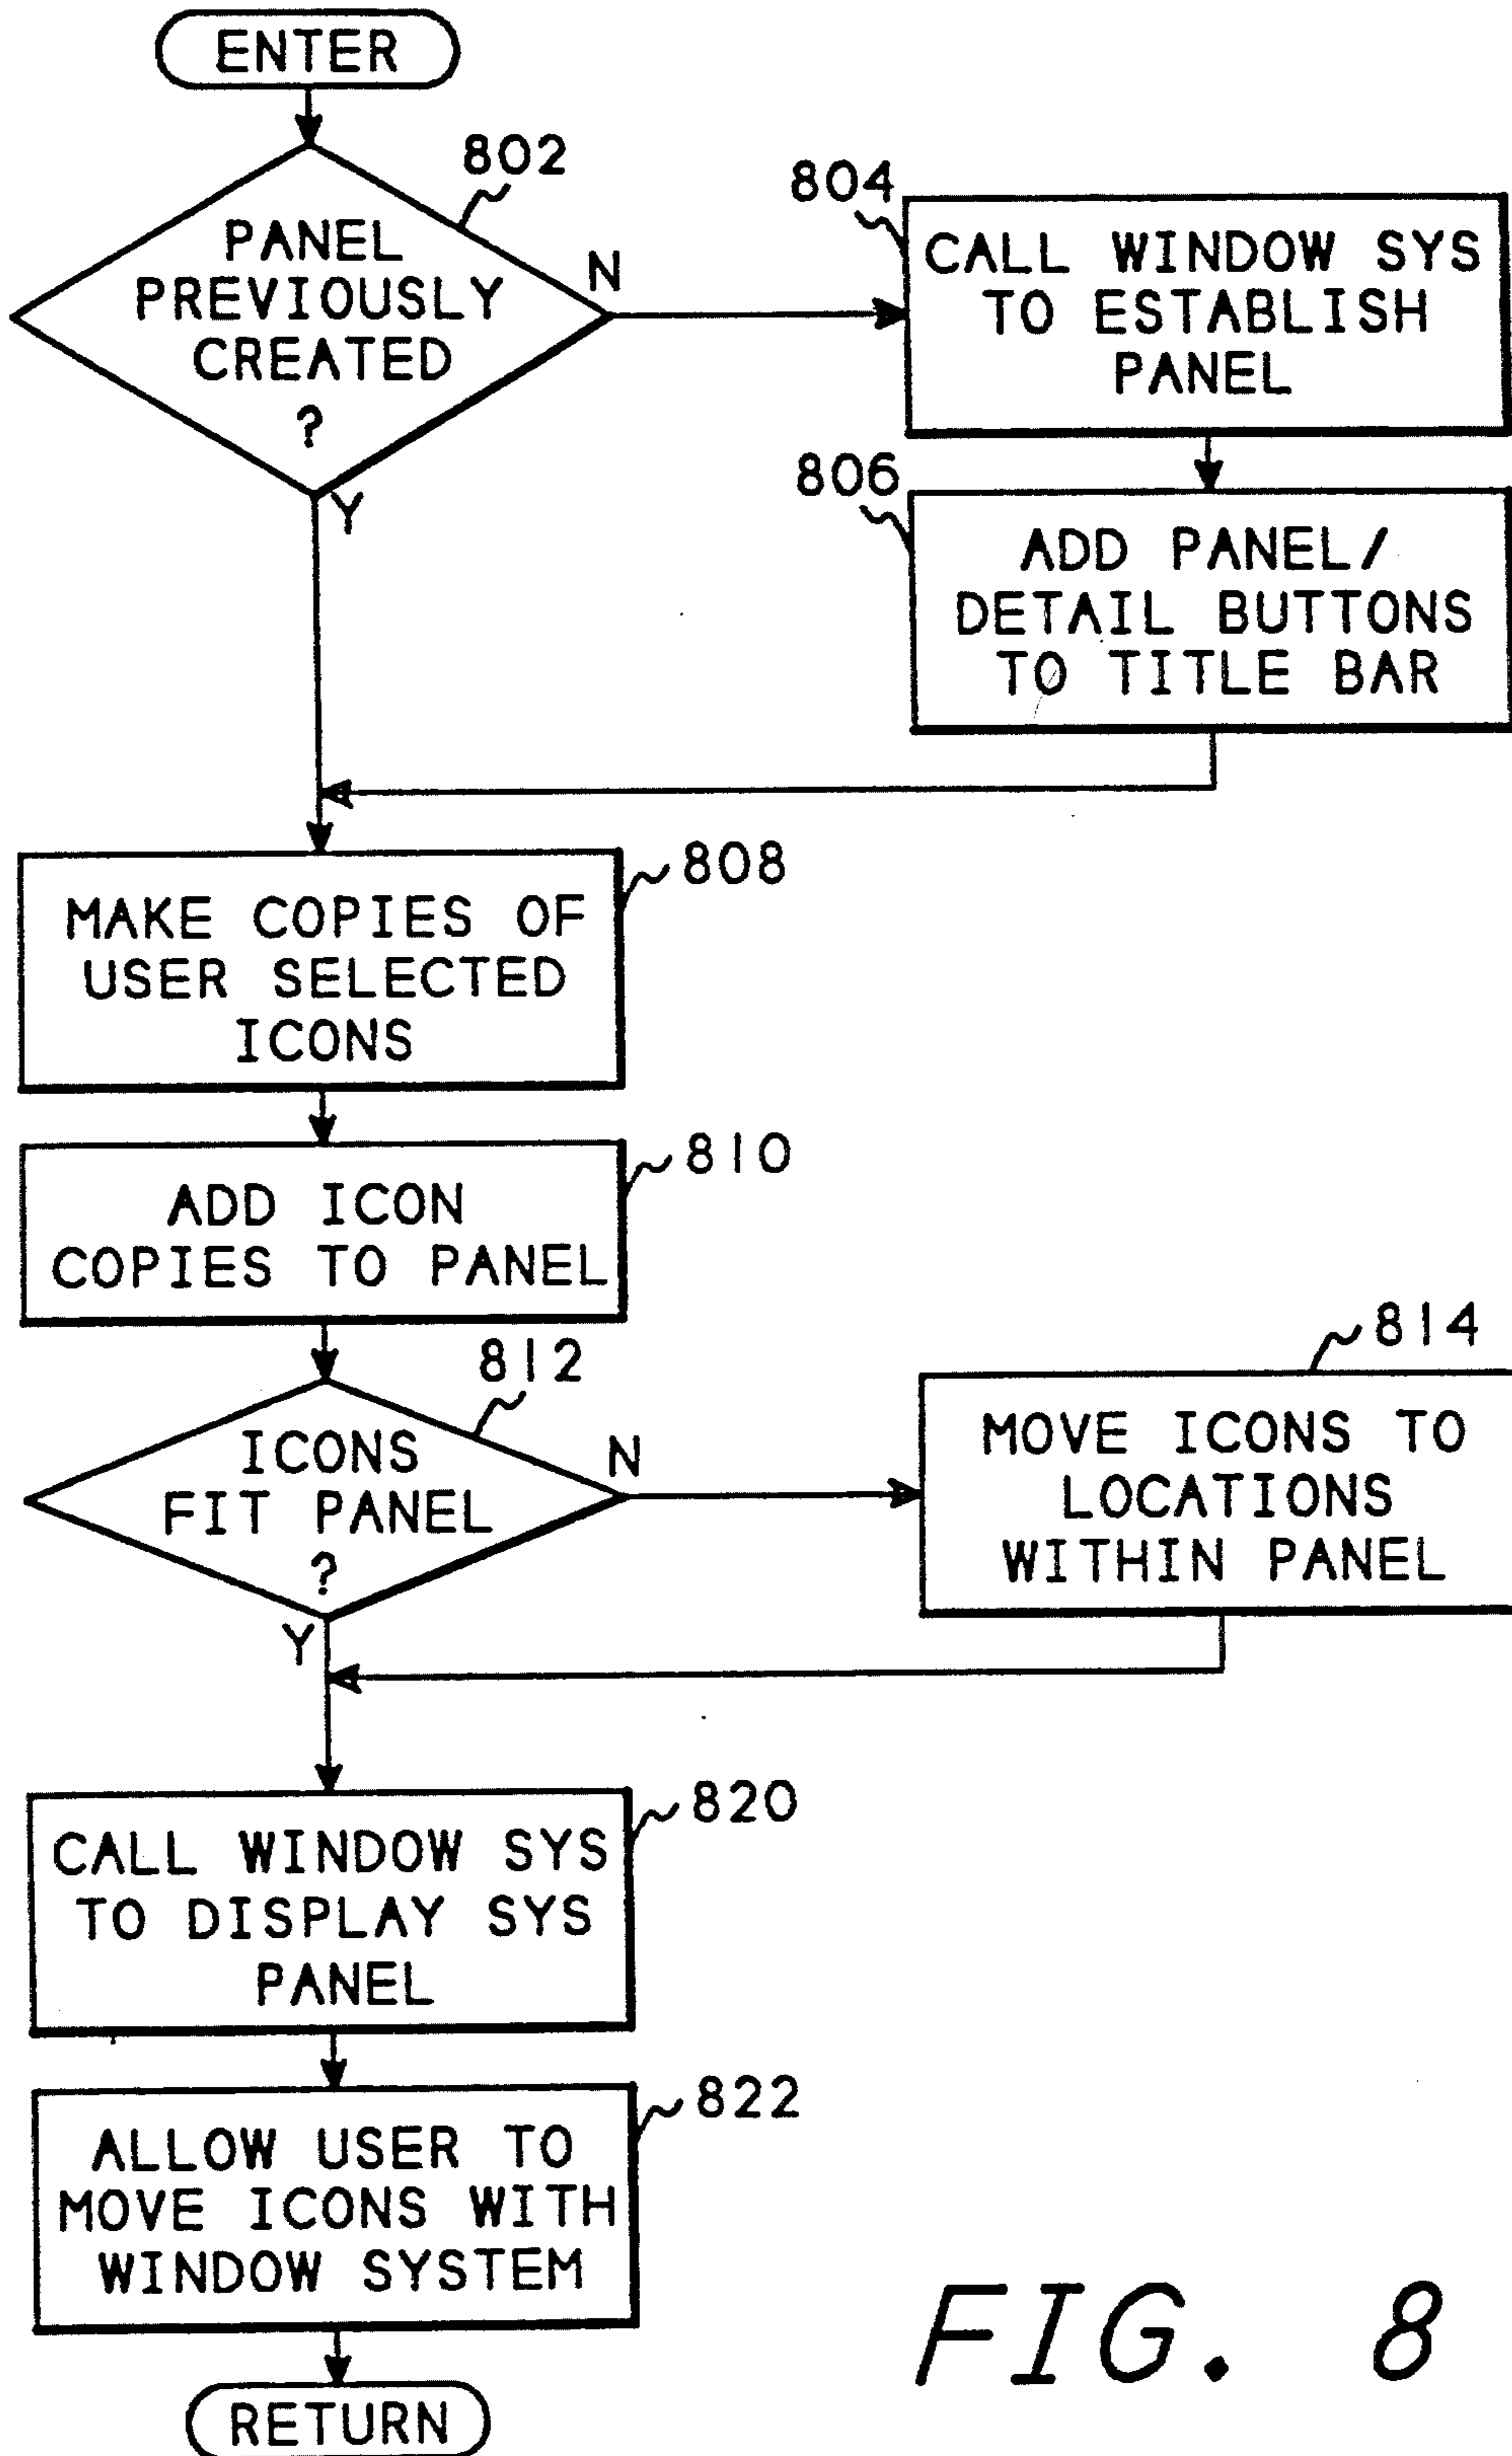 ENTER
802
PANEL
PREVIOUSLY
CREATED
?
N
Y
804
CALL WINDOW SYS
TO ESTABLISH
PANEL
806
ADD PANEL/
DETAIL BUTTONS
TO TITLE BAR
808
MAKE COPIES OF
USER SELECTED
ICONS
810
ADD ICON
COPIES TO PANEL
812
ICONS
FIT PANEL
?
N
Y
814
MOVE ICONS TO
LOCATIONS
WITHIN PANEL
820
CALL WINDOW SYS
TO DISPLAY SYS
PANEL
822
ALLOW USER TO
MOVE ICONS WITH
WINDOW SYSTEM
RETURN
FIG. 8